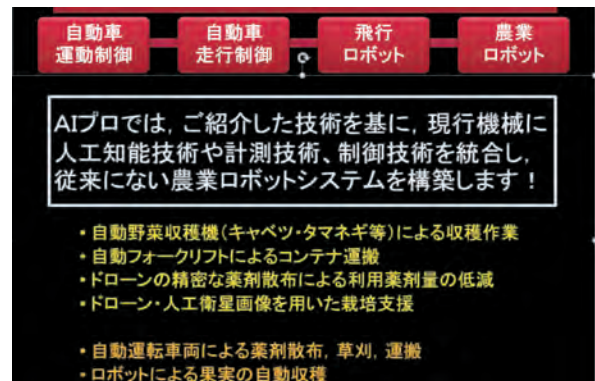 自動車
運動制御
自動車
走行制御
飛行
ロボット
農業
ロボット
AIプロでは, ご紹介した技術を基に, 現行機械に
人工知能技術や計測技術、制御技術を統合し,
従来にない農業ロボットシステムを構築します！
・自動野菜収穫機(キャベツ・タマネギ等)による収穫作業
・自動フォークリフトによるコンテナ運搬
・ドローンの精密な薬剤散布による利用薬剤量の低減
・ドローン・人工衛星画像を用いた栽培支援
・自動運転車両による薬剤散布, 草刈, 運搬
・ロボットによる果実の自動収穫